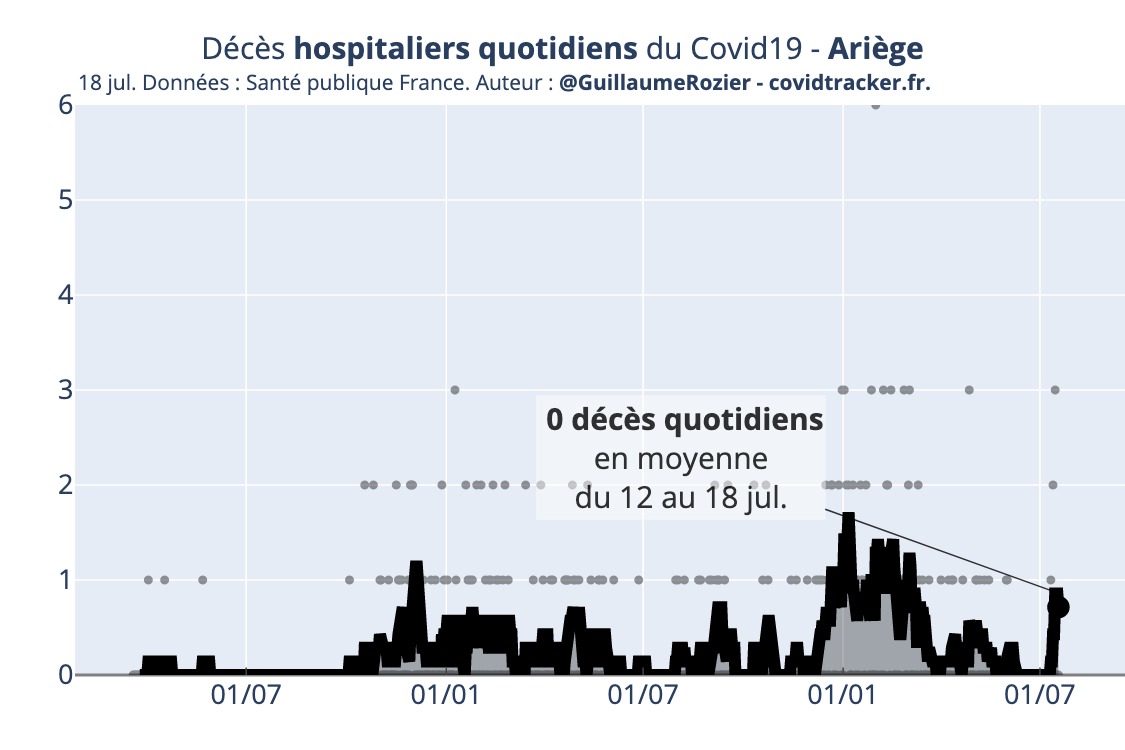 Décès hospitaliers quotidiens du Covid19 - Ariège
18 jul. Données : Santé publique France. Auteur : @GuillaumeRozier - covidtracker.fr.
6
5
4
3
0 décès quotidiens
en moyenne
2
du 12 au 18 jul.
1
0
01/07
01/01
01/07
01/01
01/07